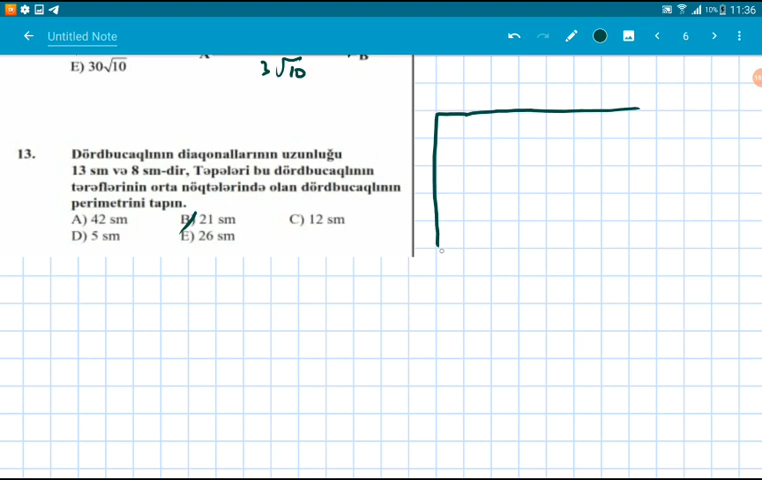 10% 11:36
Untitled Note
6
E) 30√10
3√10
B
13. Dördbucaqlının diaqonallarının uzunluğu
13 sm və 8 sm-dir, Təpələri bu dördbucaqlının
tərəflərinin orta nöqtələrində olan dördbucaqlının
perimetrini tapın.
A) 42 sm B) 21 sm C) 12 sm
D) 5 sm E) 26 sm